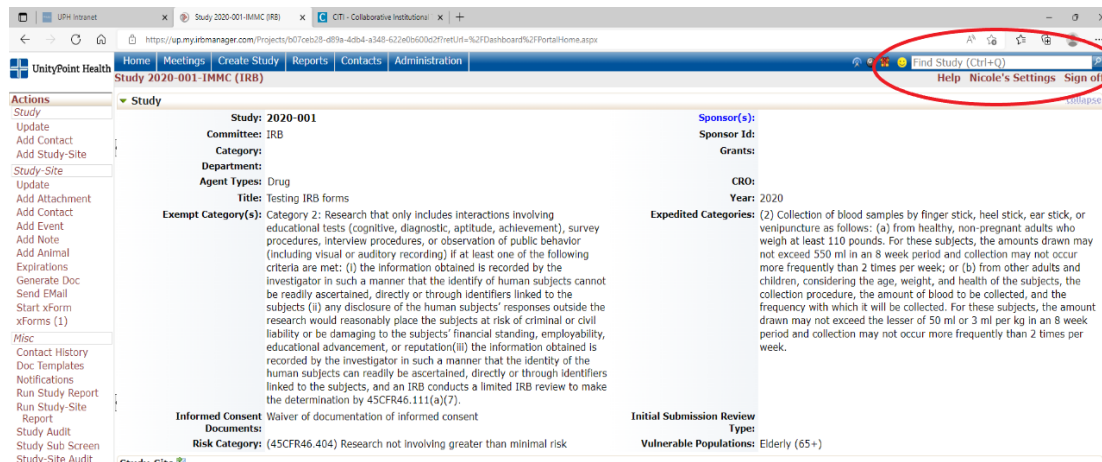 UPH Intranet
Study 2020-001-IMMC (IRB)
CITI - Collaborative Institutional
https://up.my.irbmanager.com/Projects/b07ceb28-d89a-4db4-a348-622e0b600d2f?retUrl=%2FDashboard%2FPortalHome.aspx
UnityPoint Health
Home Meetings Create Study Reports Contacts Administration
Find Study (Ctrl+Q)
Study 2020-001-IMMC (IRB)
Help Nicole's Settings Sign off
Actions
Study
Update
Add Contact
Add Study-Site
Study-Site
Update
Add Attachment
Add Contact
Add Event
Add Note
Add Animal
Expirations
Generate Doc
Send EMail
Start xForm
xForms (1)
Misc
Contact History
Doc Templates
Notifications
Run Study Report
Run Study-Site
Report
Study Audit
Study Sub Screen
Study-Site Audit
Study
collapse
Study: 2020-001
Committee: IRB
Category:
Department:
Agent Types: Drug
Title: Testing IRB forms
Exempt Category(s): Category 2: Research that only includes interactions involving
educational tests (cognitive, diagnostic, aptitude, achievement), survey
procedures, interview procedures, or observation of public behavior
(including visual or auditory recording) if at least one of the following
criteria are met: (i) the information obtained is recorded by the
investigator in such a manner that the identify of human subjects cannot
be readily ascertained, directly or through identifiers linked to the
subjects (ii) any disclosure of the human subjects' responses outside the
research would reasonably place the subjects at risk of criminal or civil
liability or be damaging to the subjects' financial standing, employability,
educational advancement, or reputation(iii) the information obtained is
recorded by the investigator in such a manner that the identity of the
human subjects can readily be ascertained, directly or through identifiers
linked to the subjects, and an IRB conducts a limited IRB review to make
the determination by 45CFR46.111(a)(7).
Informed Consent Waiver of documentation of informed consent
Documents:
Risk Category: (45CFR46.404) Research not involving greater than minimal risk
Sponsor(s):
Sponsor Id:
Grants:
CRO:
Year: 2020
Expedited Categories: (2) Collection of blood samples by finger stick, heel stick, ear stick, or
venipuncture as follows: (a) from healthy, non-pregnant adults who
weigh at least 110 pounds. For these subjects, the amounts drawn may
not exceed 550 ml in an 8 week period and collection may not occur
more frequently than 2 times per week; or (b) from other adults and
children, considering the age, weight, and health of the subjects, the
collection procedure, the amount of blood to be collected, and the
frequency with which it will be collected. For these subjects, the amount
drawn may not exceed the lesser of 50 ml or 3 ml per kg in an 8 week
period and collection may not occur more frequently than 2 times per
week.
Initial Submission Review
Type:
Vulnerable Populations: Elderly (65+)
Study-Site